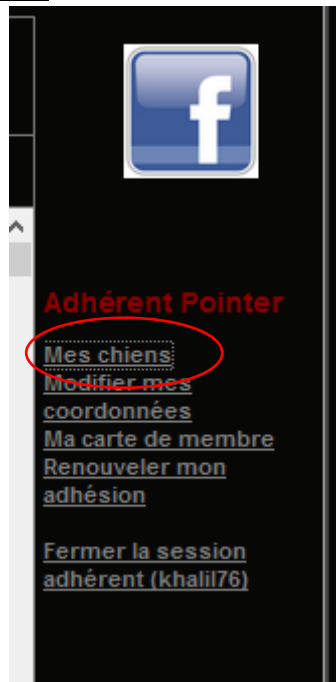 f
Adhérent Pointer
Mes chiens
Modifier mes
coordonnées
Ma carte de membre
Renouveler mon
adhésion
Fermer la session
adhérent (khalil76)